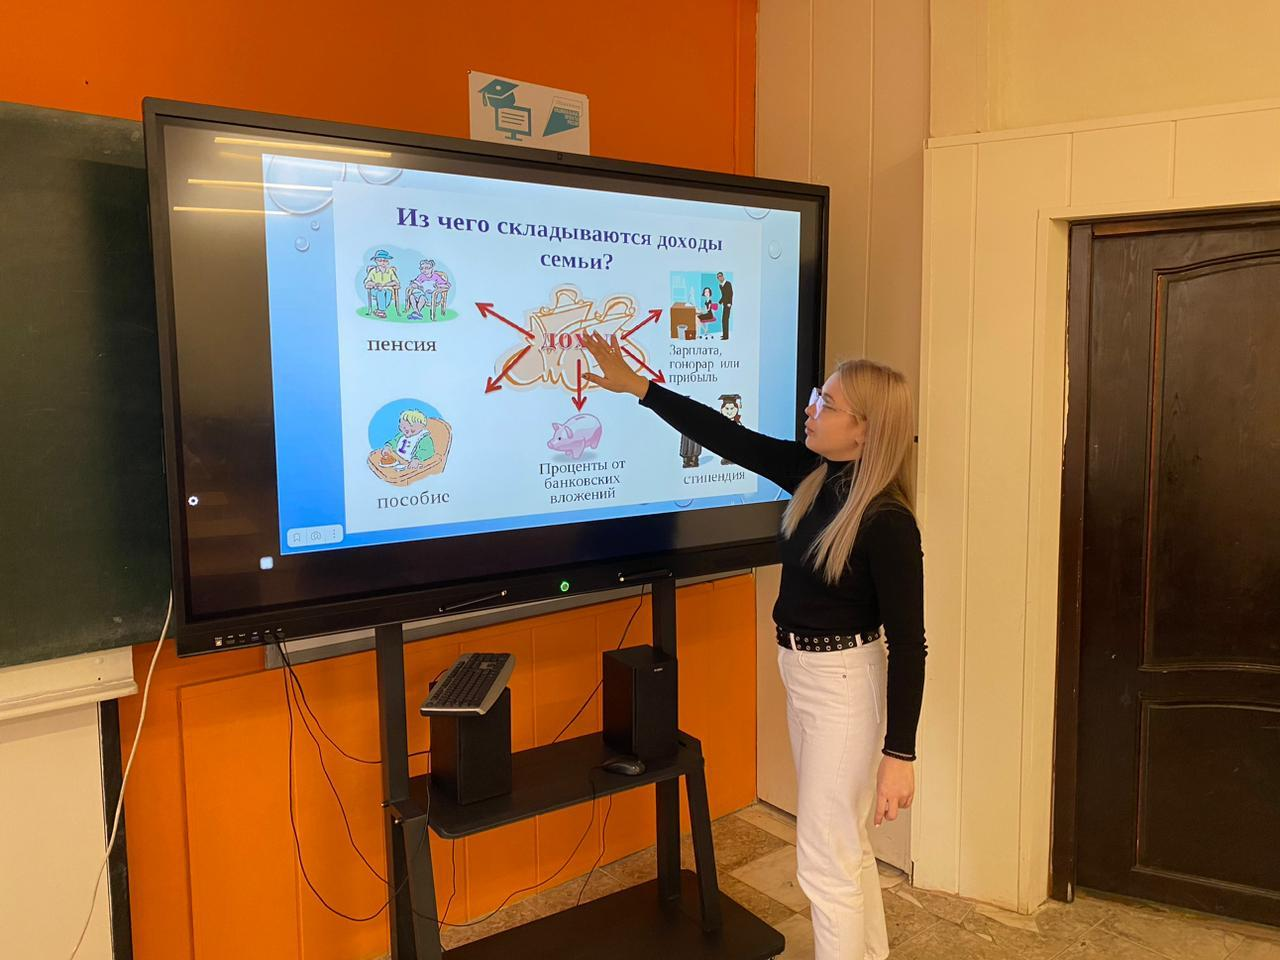 Из чего складываются доходы
семьи?
пенсия
Зарплата,
гонорар или
прибыль
пособие
Проценты от
банковских
вложений
стипендия